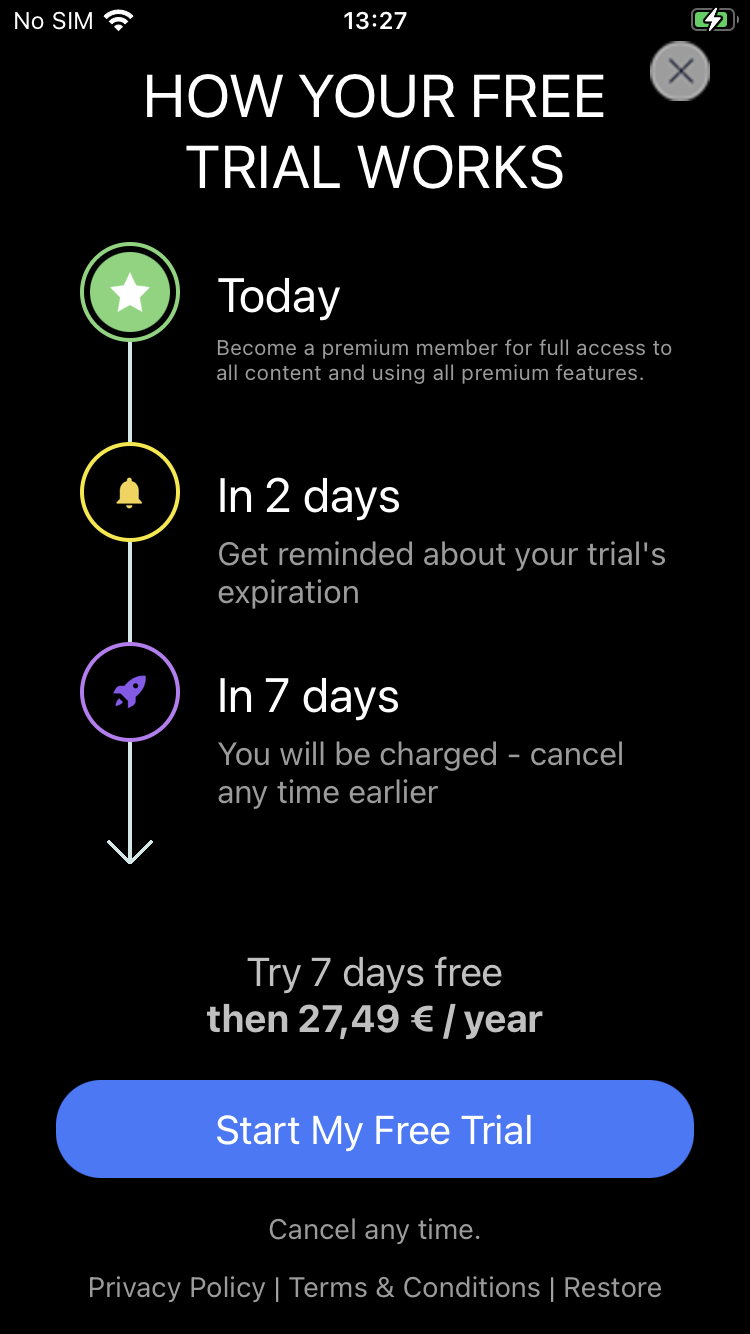 No SIM 13:27
HOW YOUR FREE
TRIAL WORKS
Today
Become a premium member for full access to
all content and using all premium features.
In 2 days
Get reminded about your trial's
expiration
In 7 days
You will be charged - cancel
any time earlier
Try 7 days free
then 27,49 € / year
Start My Free Trial
Cancel any time.
Privacy Policy | Terms & Conditions | Restore